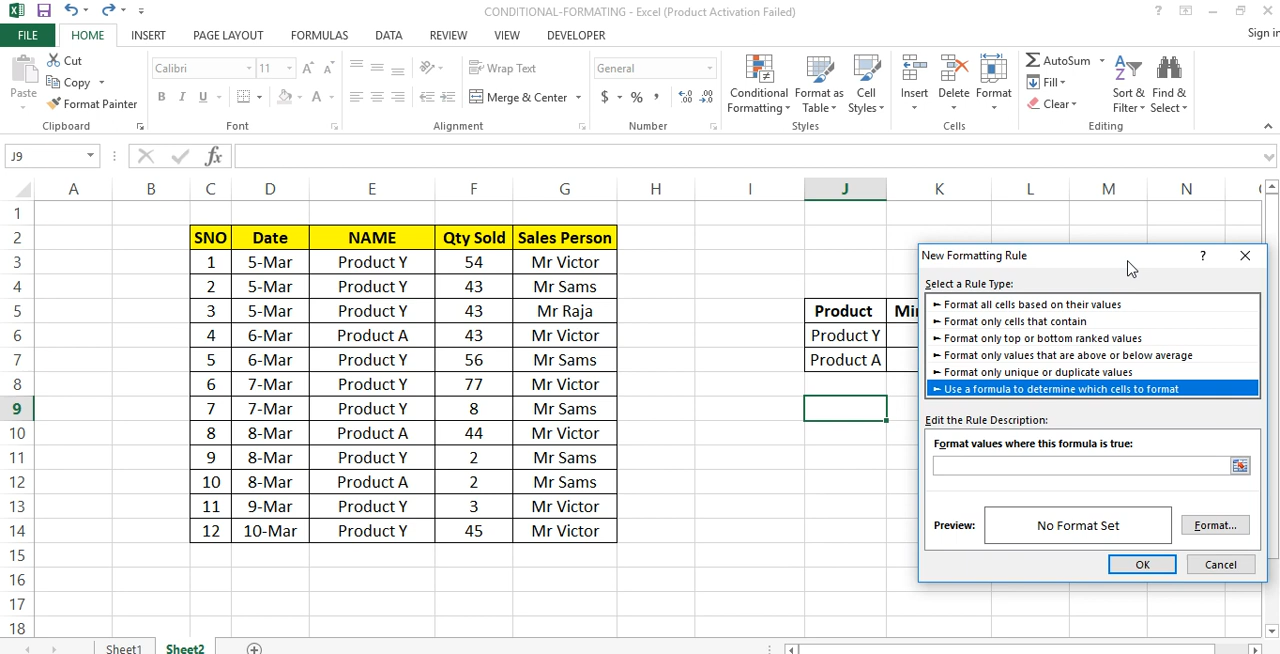 CONDITIONAL-FORMATING - Excel (Product Activation Failed)
?
FILE HOME INSERT PAGE LAYOUT FORMULAS DATA REVIEW VIEW DEVELOPER Sign in
Cut
Copy
Format Painter
Paste
Clipboard
Calibri 11
B I U
Font
Wrap Text
Merge & Center
Alignment
General
$ % ,
Number
Conditional Formatting
Format as Table
Cell Styles
Styles
Insert
Delete
Format
Cells
AutoSum
Fill
Clear
Sort & Filter
Find & Select
Editing
J9
fx
A B C D E F G H I J K L M N
1
2 SNO Date NAME Qty Sold Sales Person
3 1 5-Mar Product Y 54 Mr Victor
4 2 5-Mar Product Y 43 Mr Sams
5 3 5-Mar Product Y 43 Mr Raja Product
6 4 6-Mar Product A 43 Mr Victor Product Y
7 5 6-Mar Product Y 56 Mr Sams Product A
8 6 7-Mar Product Y 77 Mr Victor
9 7 7-Mar Product Y 8 Mr Sams
10 8 8-Mar Product A 44 Mr Victor
11 9 8-Mar Product Y 2 Mr Sams
12 10 8-Mar Product A 2 Mr Sams
13 11 9-Mar Product Y 3 Mr Victor
14 12 10-Mar Product Y 45 Mr Victor
15
16
17
18
New Formatting Rule ?
Select a Rule Type:
► Format all cells based on their values
► Format only cells that contain
► Format only top or bottom ranked values
► Format only values that are above or below average
► Format only unique or duplicate values
► Use a formula to determine which cells to format
Edit the Rule Description:
Format values where this formula is true:
Preview: No Format Set Format...
OK Cancel
Sheet1 Sheet2